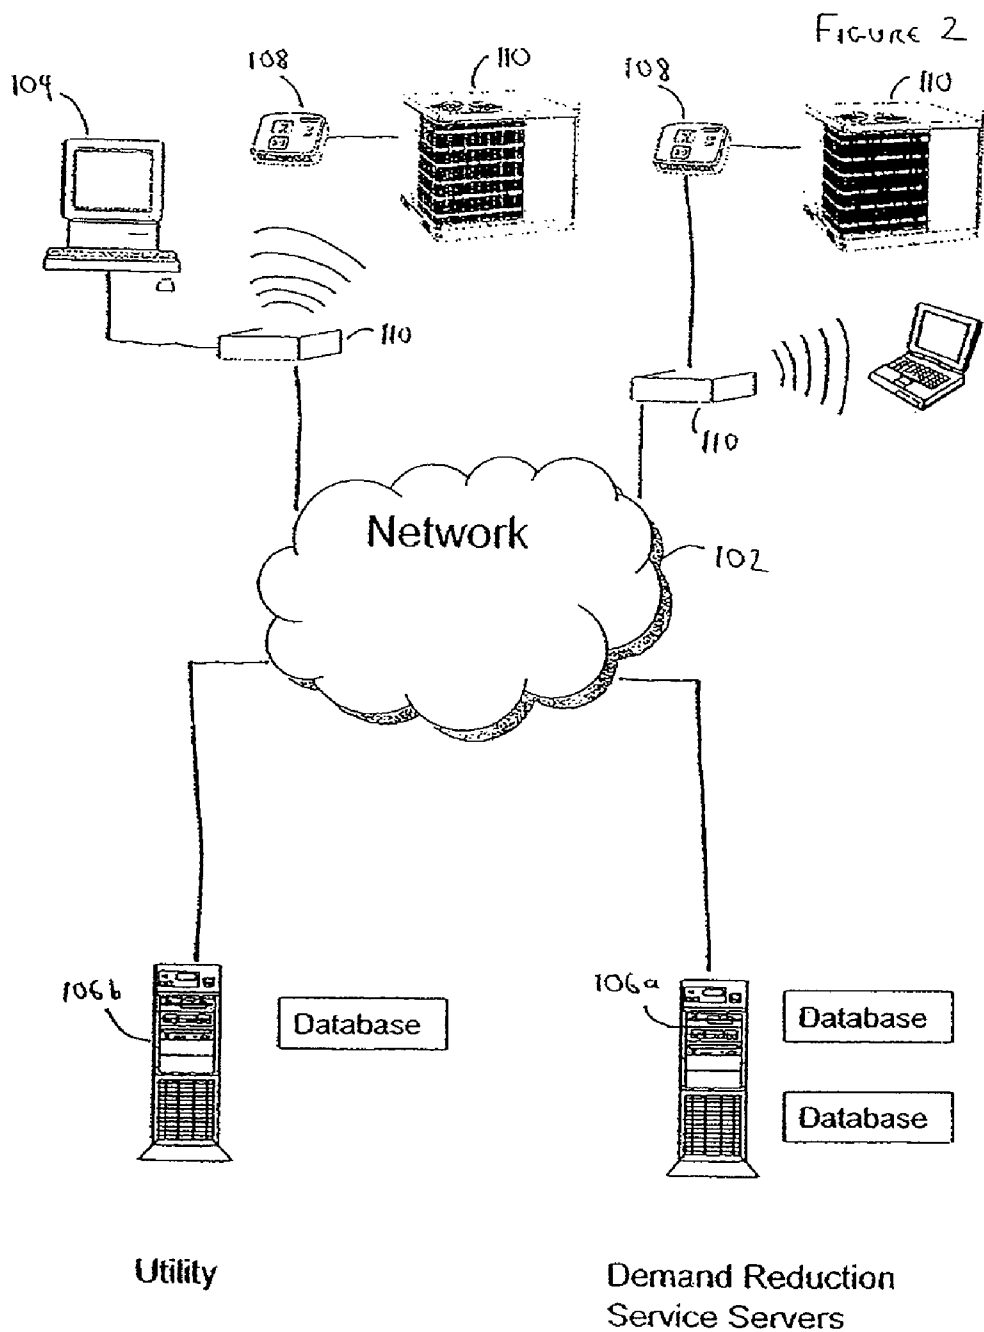 FIGURE 2
104
108
110
108
110
110
110
Network
102
106b
Database
106a
Database
Database
Utility
Demand Reduction
Service Servers